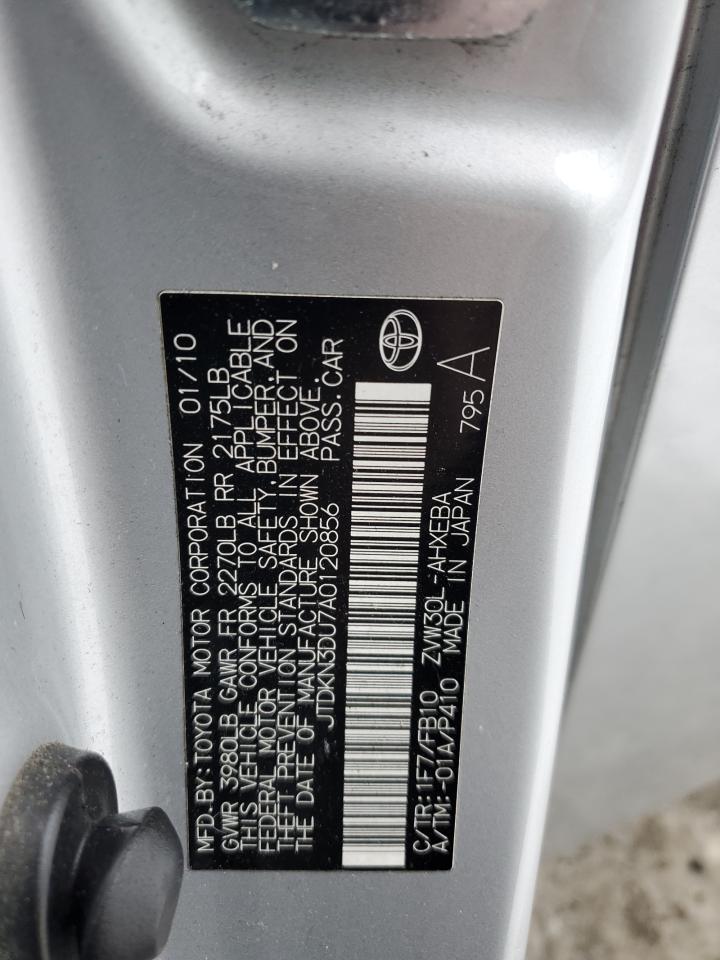 MFD.BY:TOYOTA MOTOR CORPORATION 01/10
GVWR 3980LB GAWR FR 2270LB RR 2175LB
THIS VEHICLE CONFORMS TO ALL APPLICABLE
FEDERAL MOTOR VEHICLE SAFETY,BUMPER,AND
THEFT PREVENTION STANDARDS IN EFFECT ON
THE DATE OF MANUFACTURE SHOWN ABOVE.
JTDKN3DU7A0120856 PASS.CAR
C/TR:1F7/FB10 ZVW30L-AHXEBA
A/TM:-01A/P410 MADE IN JAPAN 795 A